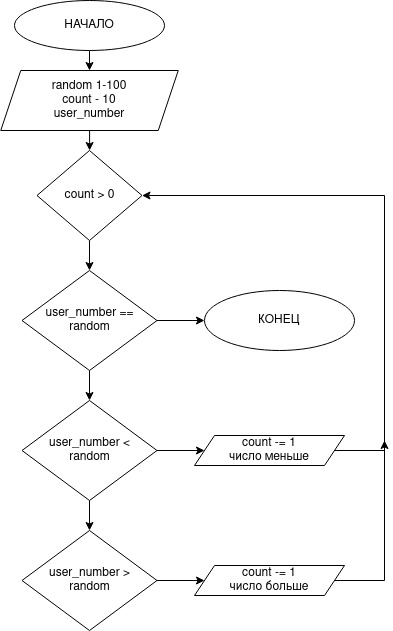 НАЧАЛО
random 1-100
count - 10
user_number
count > 0
user_number ==
random
КОНЕЦ
user_number <
random
count -= 1
число меньше
user_number >
random
count -= 1
число больше